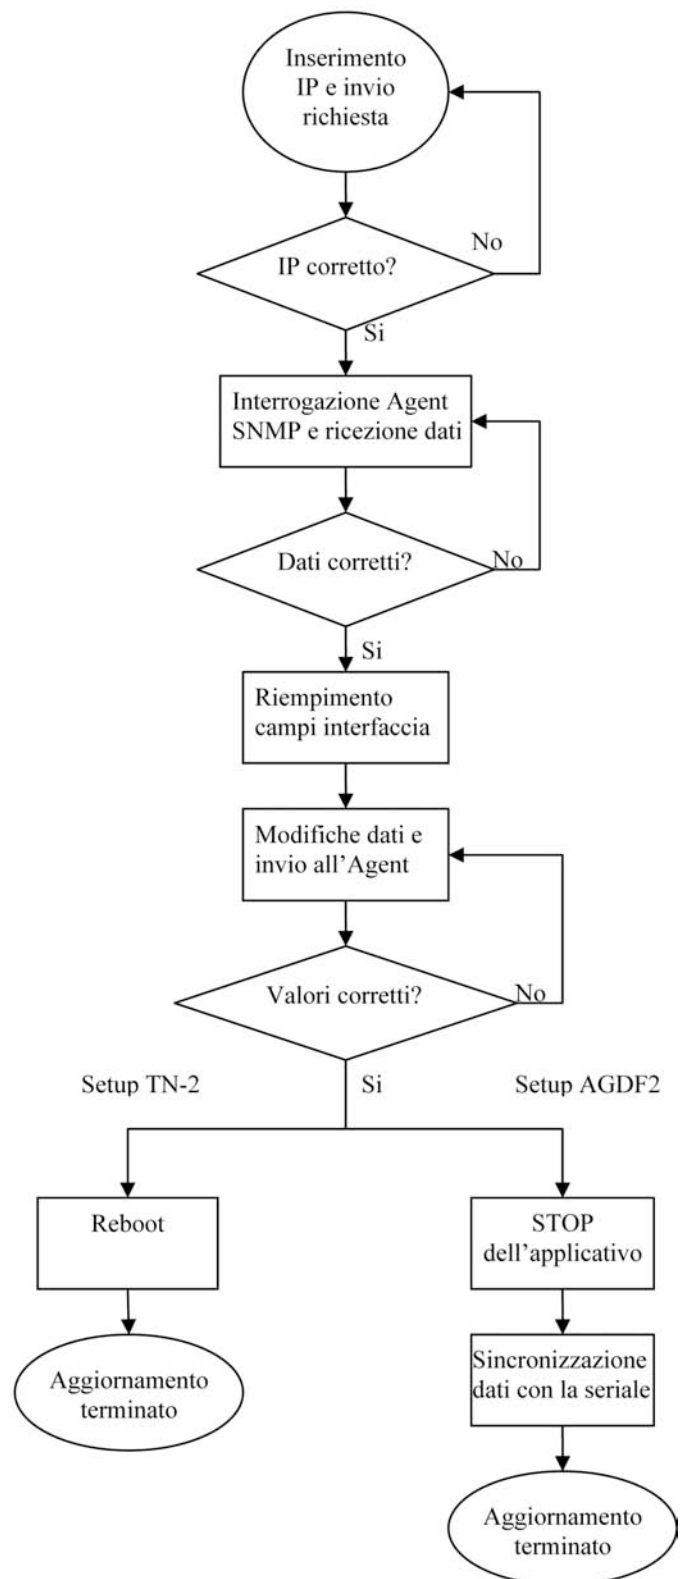 Inserimento
IP e invio
richiesta
No
IP corretto?
Si
Interrogazione Agent
SNMP e ricezione dati
Dati corretti?
No
Si
Riempimento
campi interfaccia
Modifiche dati e
invio all'Agent
Valori corretti?
No
Setup TN-2
Si
Setup AGDF2
Reboot
STOP
dell'applicativo
Sincronizzazione
dati con la seriale
Aggiornamento
terminato
Aggiornamento
terminato